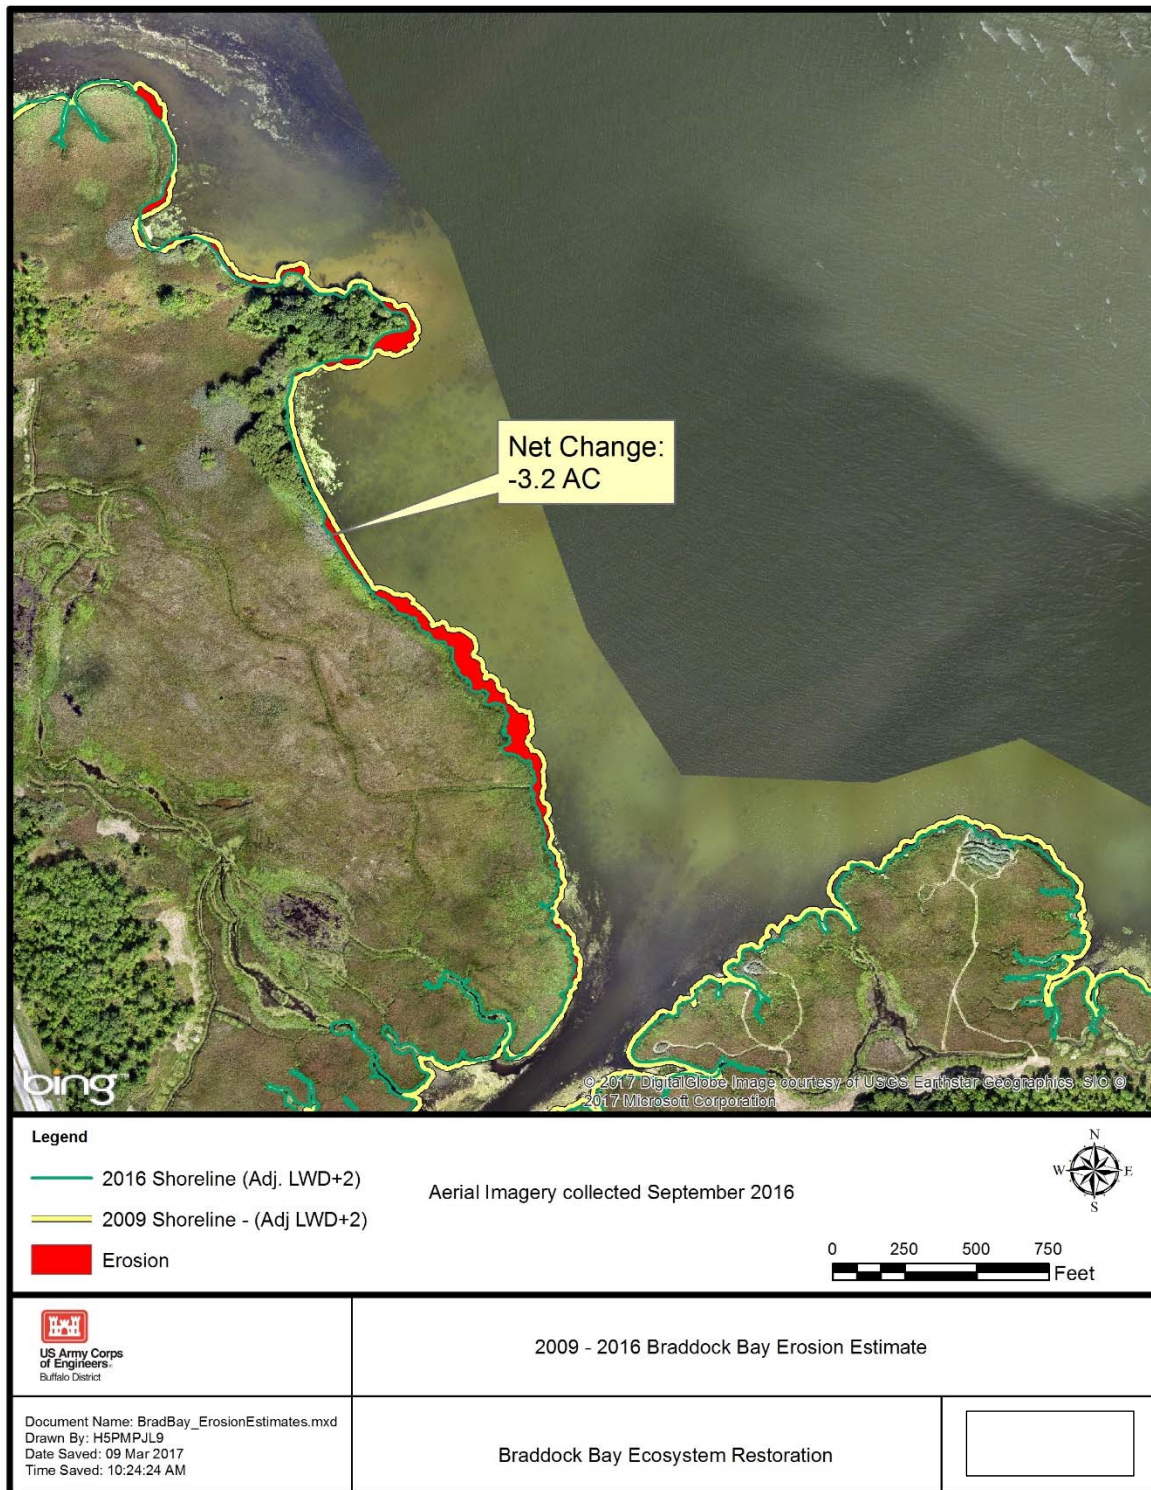 Net Change:
-3.2 AC
bing
© 2017 DigitalGlobe Image courtesy of USGS Earthstar Geographics SIO ©
2017 Microsoft Corporation
Legend
2016 Shoreline (Adj. LWD+2)
2009 Shoreline - (Adj LWD+2)
Erosion
Aerial Imagery collected September 2016
N
W E
S
0 250 500 750
Feet
US Army Corps
of Engineers®
Buffalo District
2009 - 2016 Braddock Bay Erosion Estimate
Document Name: BradBay_ErosionEstimates.mxd
Drawn By: H5PMPJL9
Date Saved: 09 Mar 2017
Time Saved: 10:24:24 AM
Braddock Bay Ecosystem Restoration